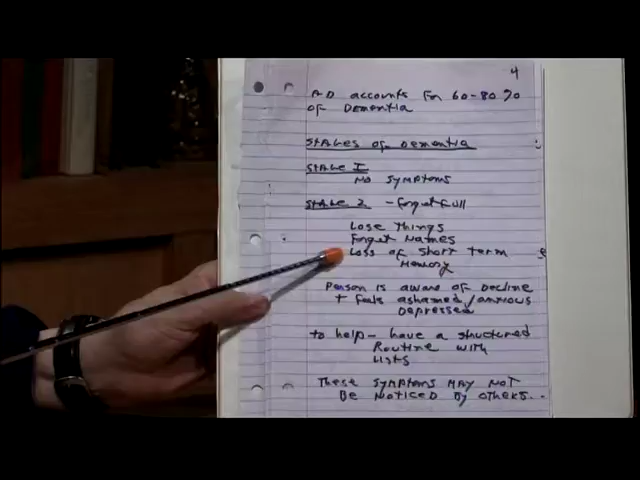 4
AD accounts for 60-80%
of Dementia
STAGES of Dementia
STAGE I
NO SYMPTOMS
STAGE 2 - forgetfull
Lose Things
Forget Names
Loss of Short Term
Memory
Person is aware of Decline
+ feels ashamed/anxious
Depressed
to help - have a structured
Routine with
Lists
These symptoms MAY NOT
Be Noticed by others..